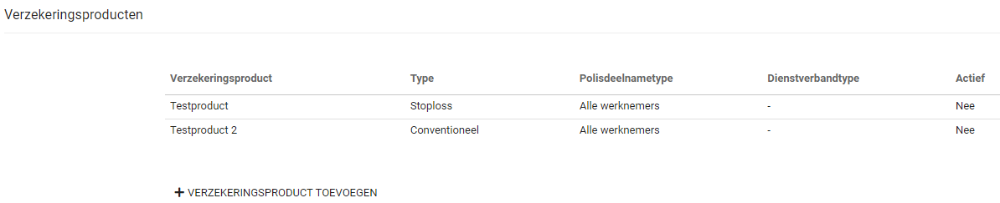 Verzekeringsproducten
Verzekeringsproduct Type Polisdeelnametype Dienstverbandtype Actief
Testproduct Stoploss Alle werknemers - Nee
Testproduct 2 Conventioneel Alle werknemers - Nee
+ VERZEKERINGSPRODUCT TOEVOEGEN